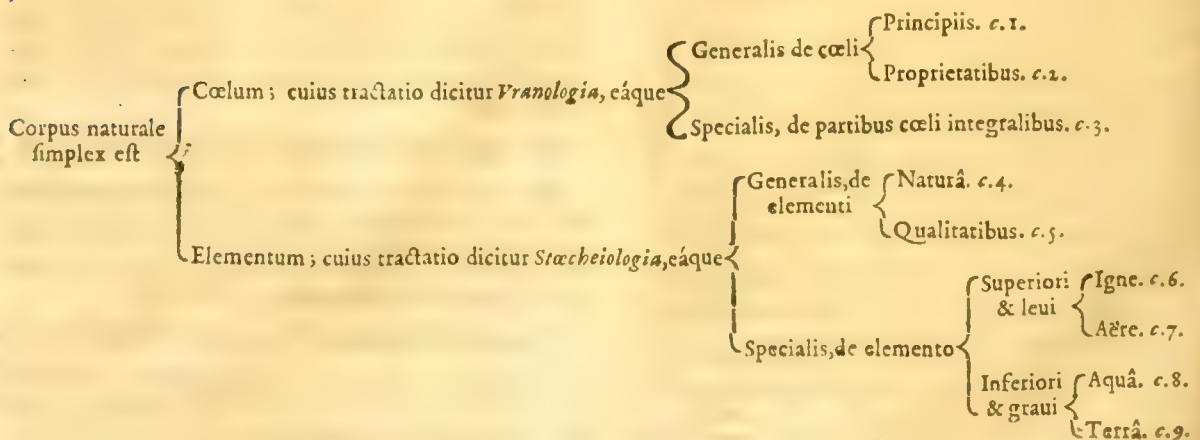 Corpus naturale
simplex est
Cœlum; cuius tractatio dicitur Vranologia, eáque
Generalis de cœli
Principiis. c.1.
Proprietatibus. c.2.
Specialis, de partibus cœli integralibus. c.3.
Elementum; cuius tractatio dicitur Stœcheiologia, eáque
Generalis, de
elementi
Naturâ. c.4.
Qualitatibus. c.5.
Specialis, de elemento
Superiori
& leui
Igne. c.6.
Aëre. c.7.
Inferiori
& graui
Aquâ. c.8.
Terrâ. c.9.